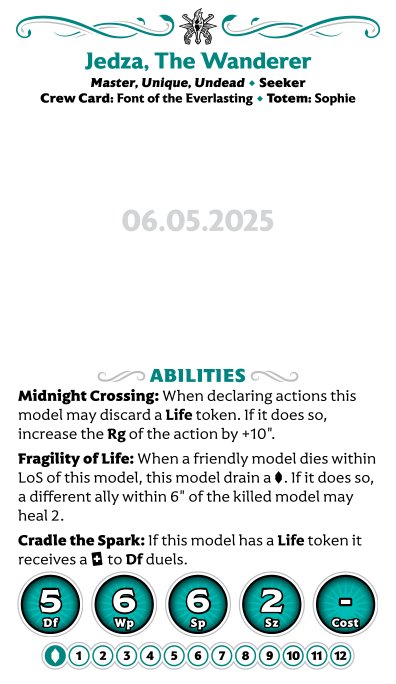 Jedza, The Wanderer
Master, Unique, Undead ⬥ Seeker
Crew Card: Font of the Everlasting ⬥ Totem: Sophie
06.05.2025
ABILITIES
Midnight Crossing: When declaring actions this
model may discard a Life token. If it does so,
increase the Rg of the action by +10".
Fragility of Life: When a friendly model dies within
LoS of this model, this model drain a ⬧. If it does so,
a different ally within 6" of the killed model may
heal 2.
Cradle the Spark: If this model has a Life token it
receives a + to Df duels.
5 6 6 2 -
Df Wp Sp Sz Cost
1 2 3 4 5 6 7 8 9 10 11 12